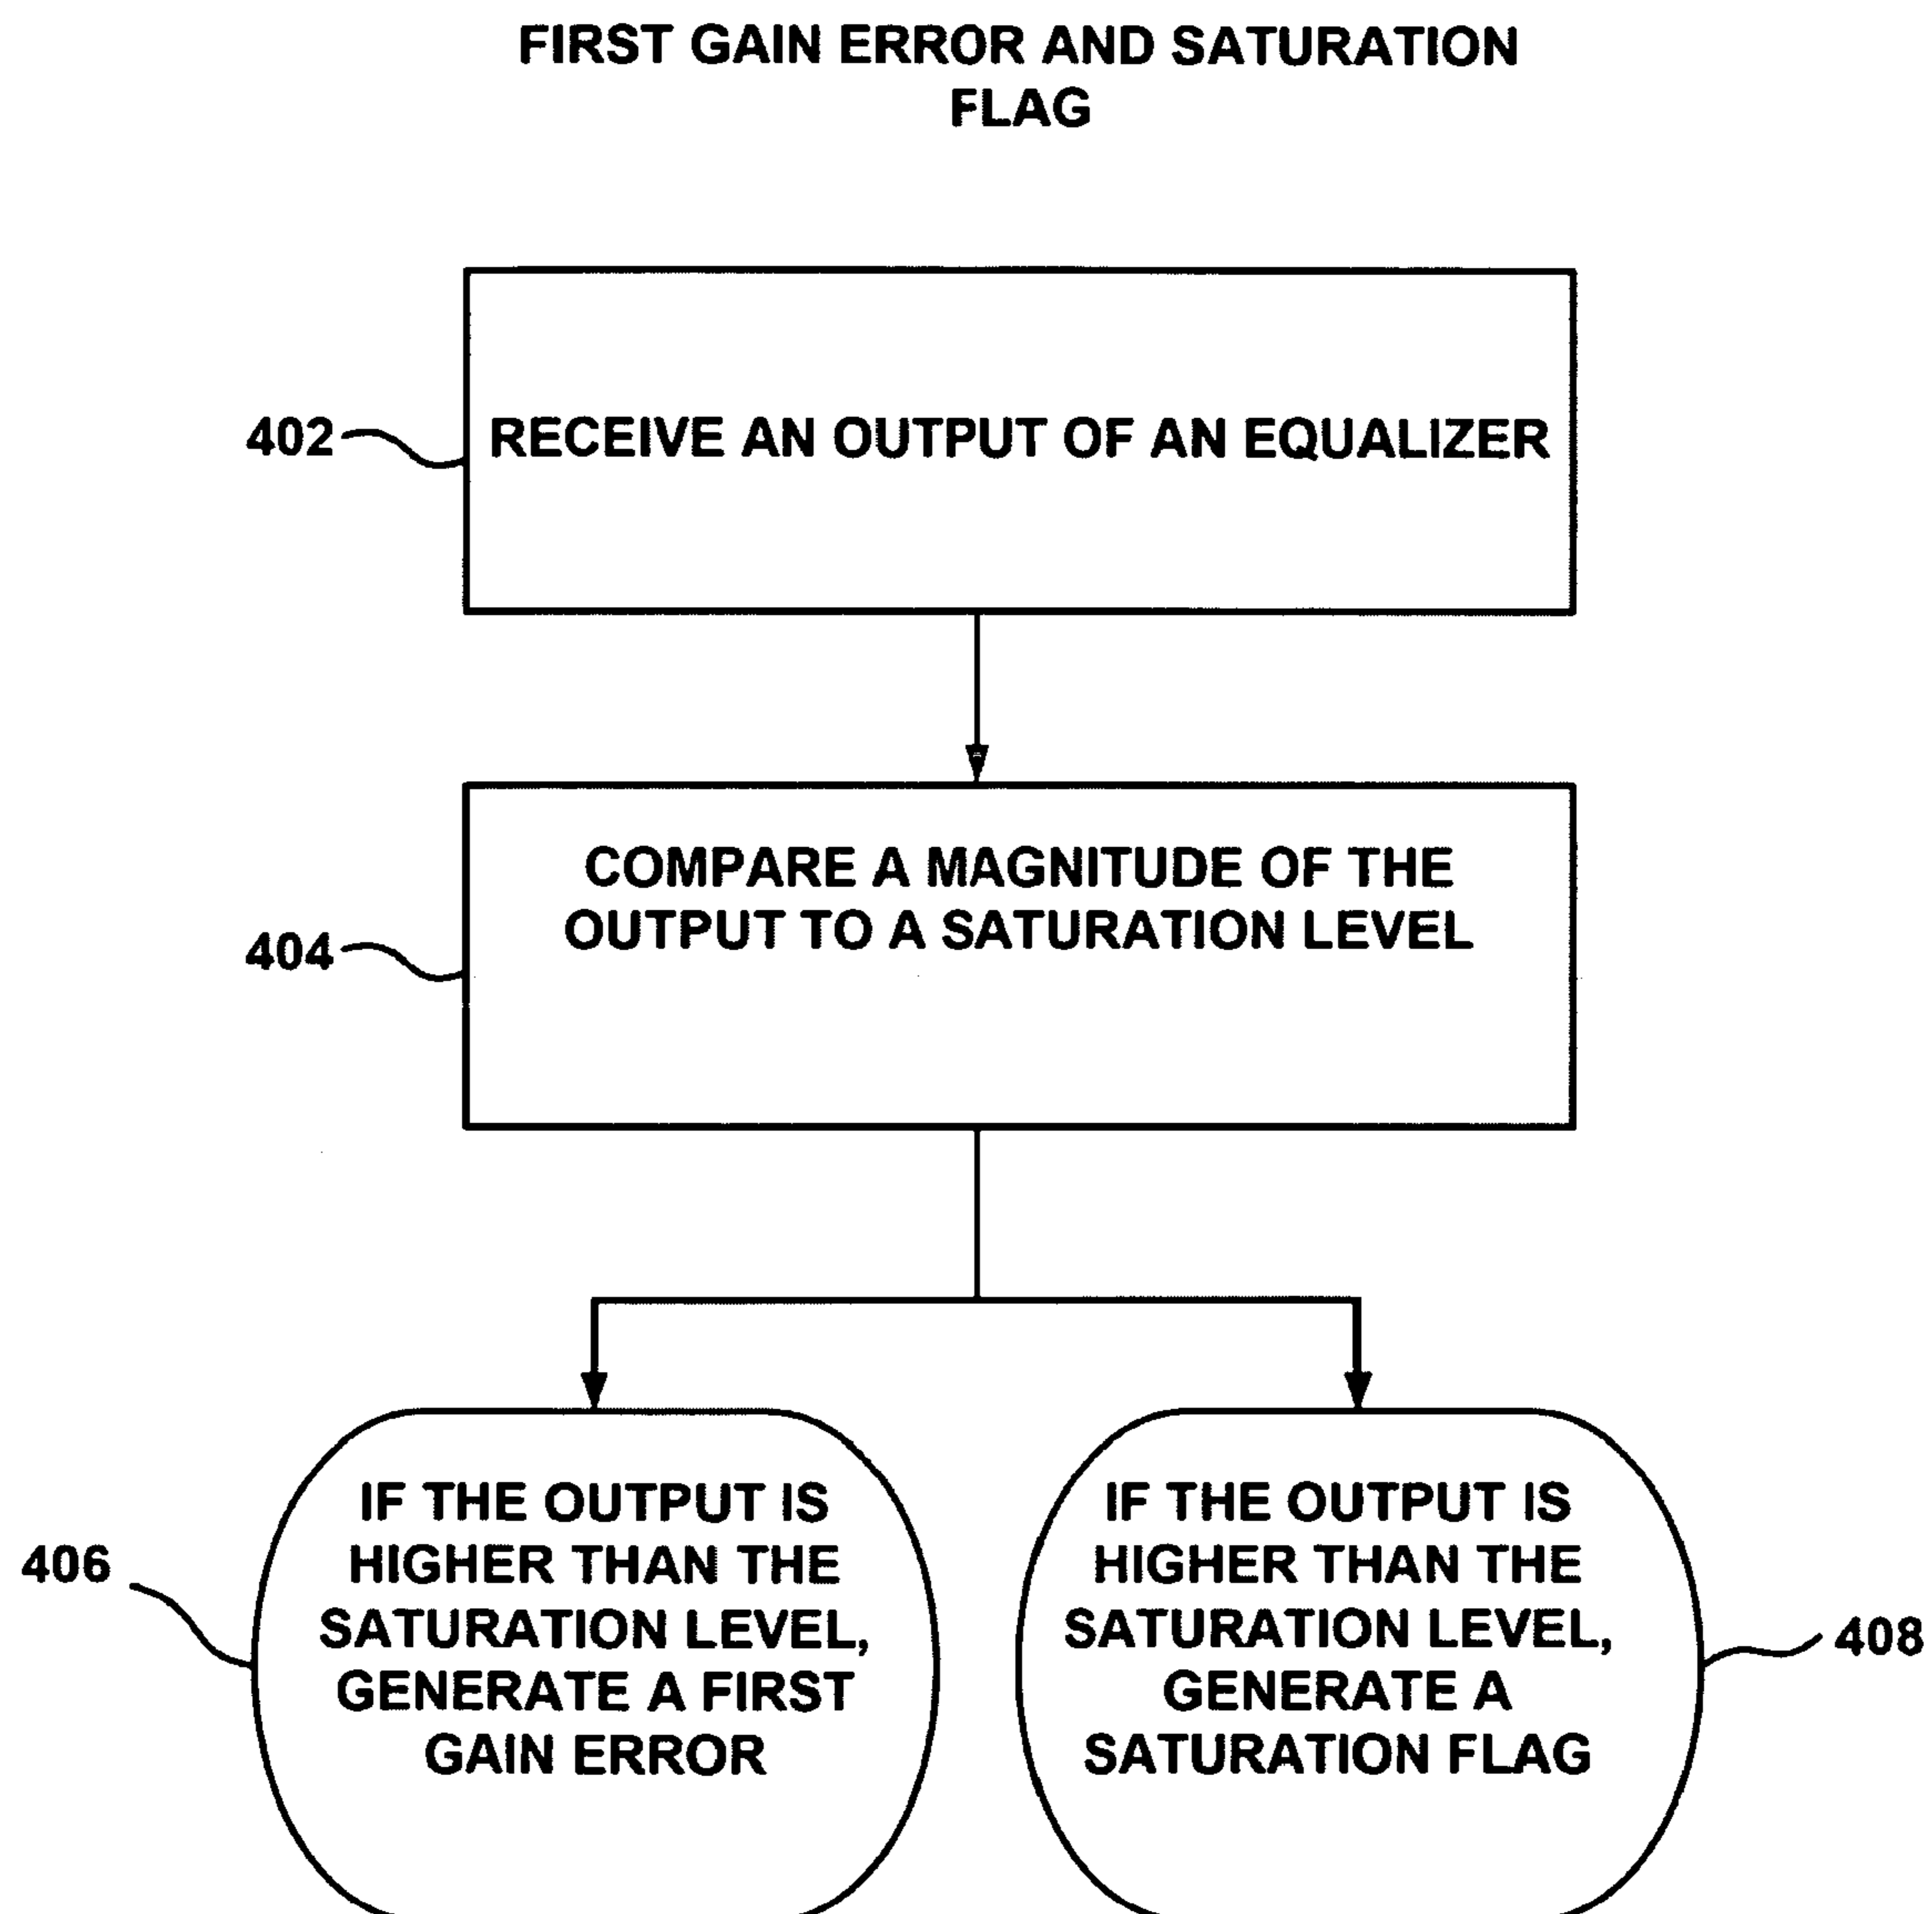 FIRST GAIN ERROR AND SATURATION
FLAG
402
RECEIVE AN OUTPUT OF AN EQUALIZER
404
COMPARE A MAGNITUDE OF THE
OUTPUT TO A SATURATION LEVEL
406
IF THE OUTPUT IS
HIGHER THAN THE
SATURATION LEVEL,
GENERATE A FIRST
GAIN ERROR
IF THE OUTPUT IS
HIGHER THAN THE
SATURATION LEVEL,
GENERATE A
SATURATION FLAG
408